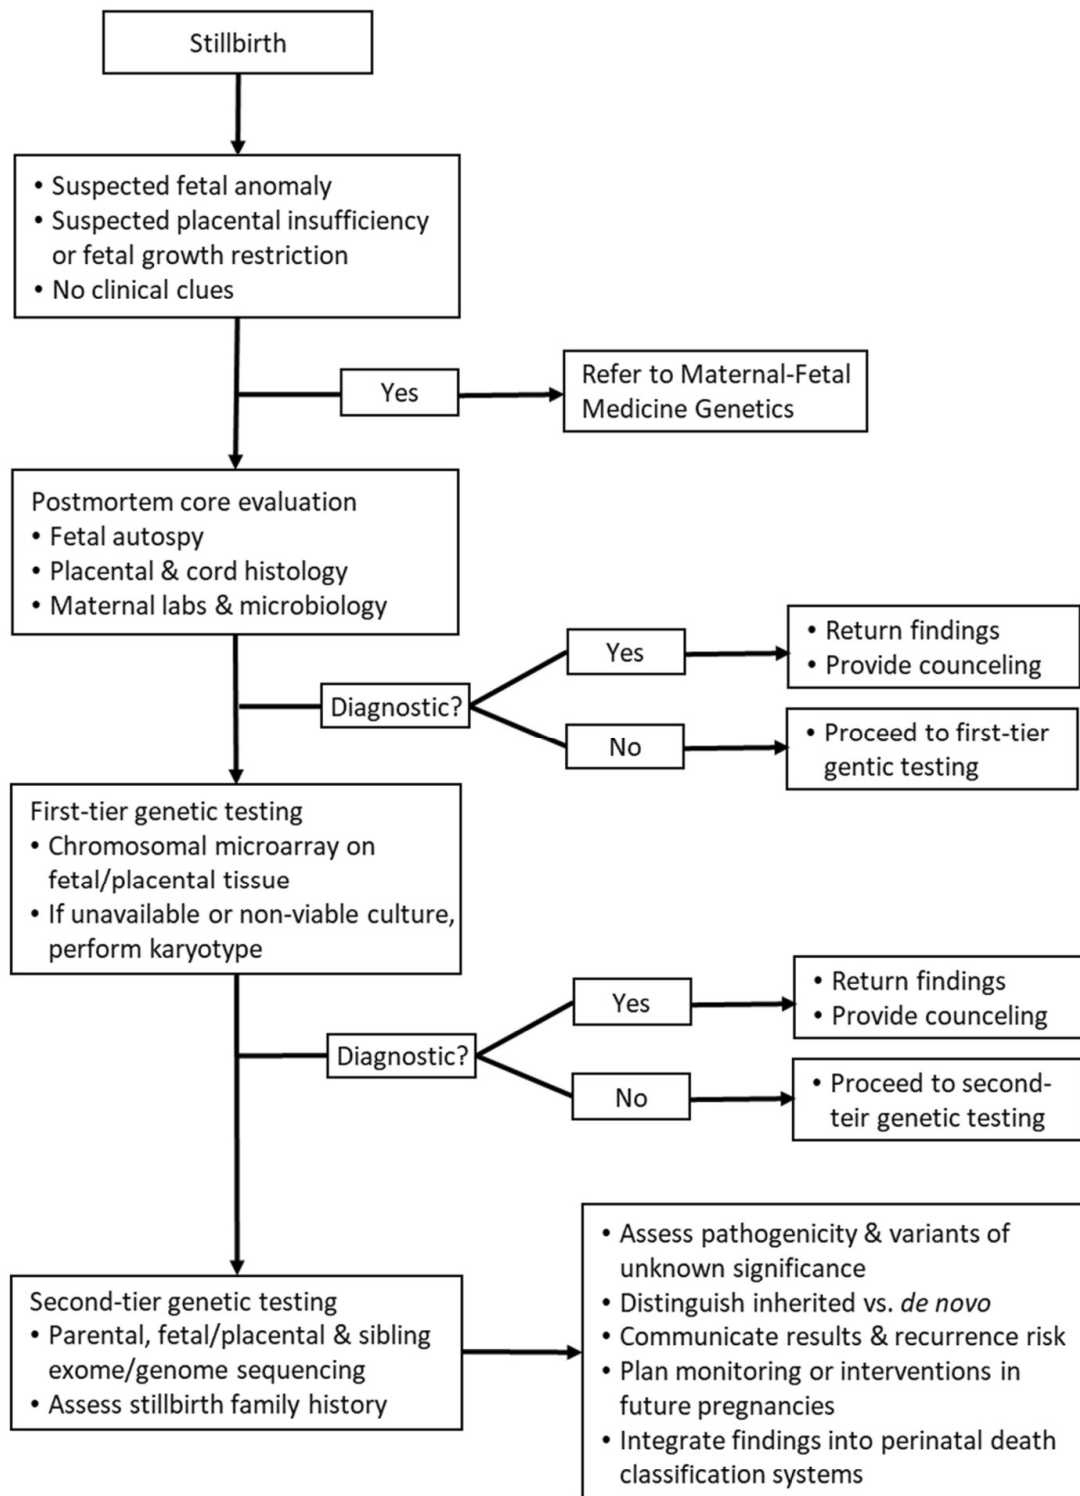 Stillbirth
• Suspected fetal anomaly
• Suspected placental insufficiency
or fetal growth restriction
• No clinical clues
Yes
Refer to Maternal-Fetal
Medicine Genetics
Postmortem core evaluation
• Fetal autospy
• Placental & cord histology
• Maternal labs & microbiology
Diagnostic?
Yes
• Return findings
• Provide counceling
No
• Proceed to first-tier
gentic testing
First-tier genetic testing
• Chromosomal microarray on
fetal/placental tissue
• If unavailable or non-viable culture,
perform karyotype
Diagnostic?
Yes
• Return findings
• Provide counceling
No
• Proceed to second-
teir genetic testing
Second-tier genetic testing
• Parental, fetal/placental & sibling
exome/genome sequencing
• Assess stillbirth family history
• Assess pathogenicity & variants of
unknown significance
• Distinguish inherited vs. de novo
• Communicate results & recurrence risk
• Plan monitoring or interventions in
future pregnancies
• Integrate findings into perinatal death
classification systems